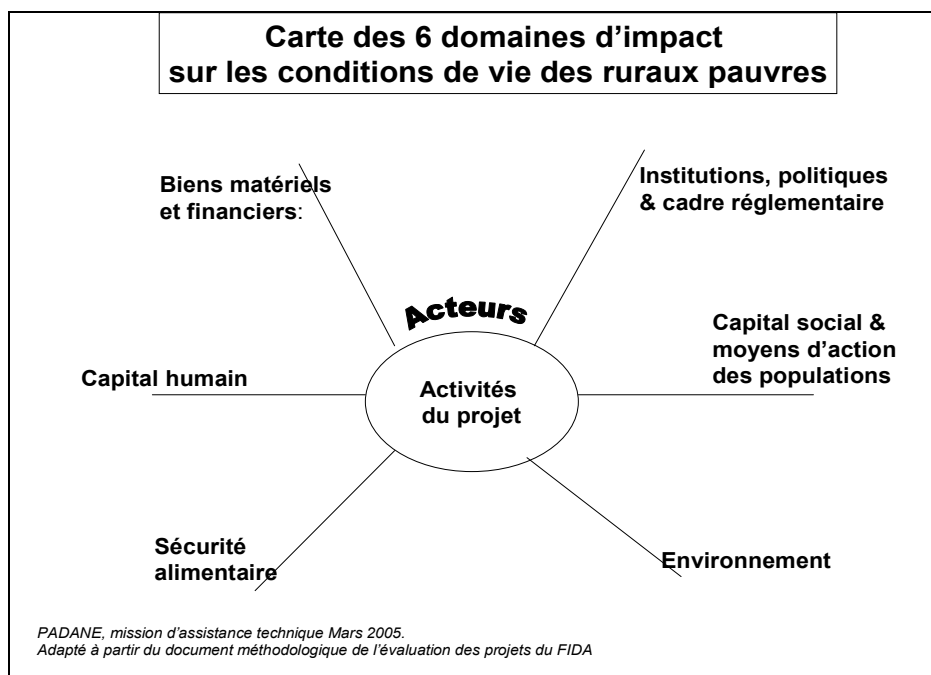 Carte des 6 domaines d’impact
sur les conditions de vie des ruraux pauvres
Biens matériels
et financiers:
Institutions, politiques
& cadre réglementaire
Acteurs
Capital social &
moyens d’action
des populations
Capital humain
Activités
du projet
Sécurité
alimentaire
Environnement
PADANE, mission d’assistance technique Mars 2005.
Adapté à partir du document méthodologique de l’évaluation des projets du FIDA